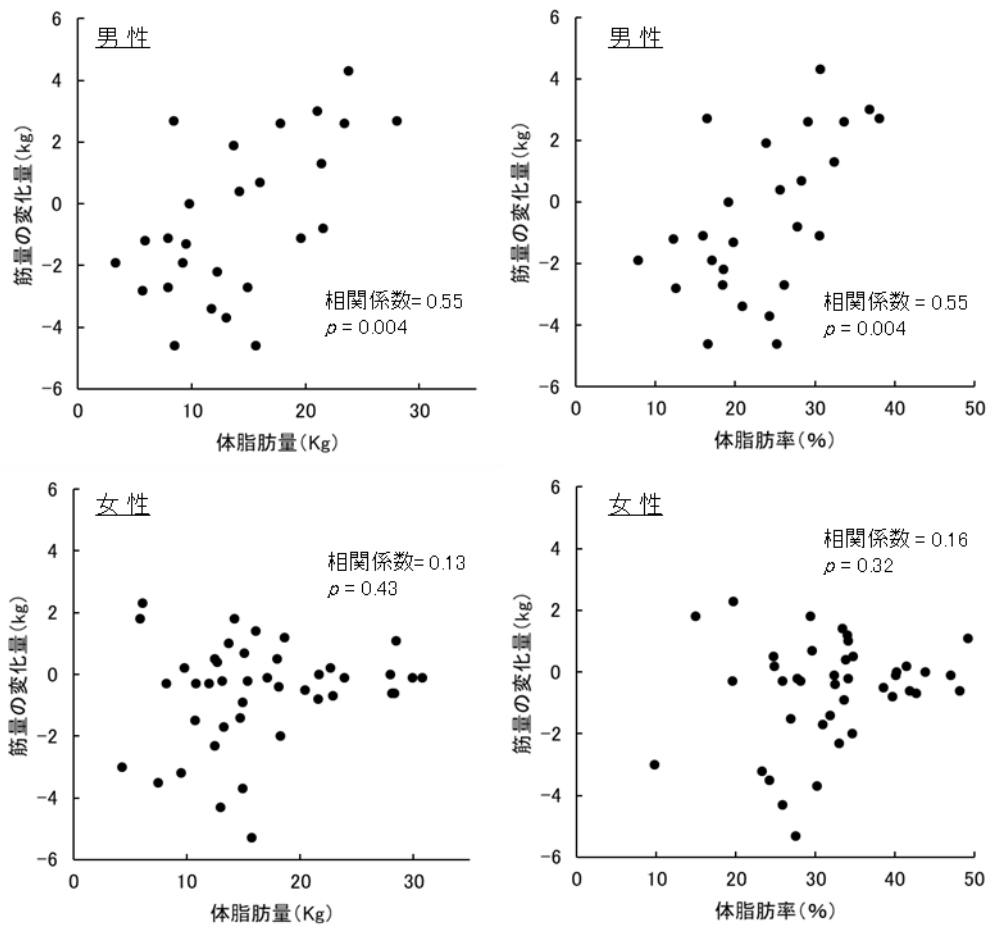 男 性
筋量の変化量(kg)
6
4
2
0
−2
−4
−6
相関係数= 0.55
p = 0.004
0
10
20
30
体脂肪量(Kg)
男 性
筋量の変化量(kg)
6
4
2
0
−2
−4
−6
相関係数 = 0.55
p = 0.004
0
10
20
30
40
50
体脂肪率(%)
女 性
筋量の変化量(kg)
6
4
2
0
−2
−4
−6
相関係数= 0.13
p = 0.43
0
10
20
30
体脂肪量(Kg)
女 性
筋量の変化量(kg)
6
4
2
0
−2
−4
−6
相関係数 = 0.16
p = 0.32
0
10
20
30
40
50
体脂肪率(%)